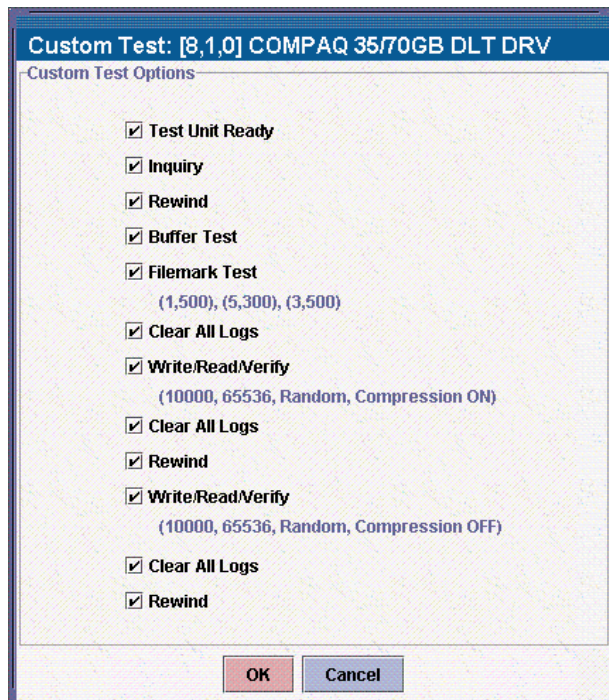 Custom Test: [8,1,0] COMPAQ 35/70GB DLT DRV
Custom Test Options
Test Unit Ready
Inquiry
Rewind
Buffer Test
Filemark Test
(1,500), (5,300), (3,500)
Clear All Logs
Write/Read/Verify
(10000, 65536, Random, Compression ON)
Clear All Logs
Rewind
Write/Read/Verify
(10000, 65536, Random, Compression OFF)
Clear All Logs
Rewind
OK Cancel